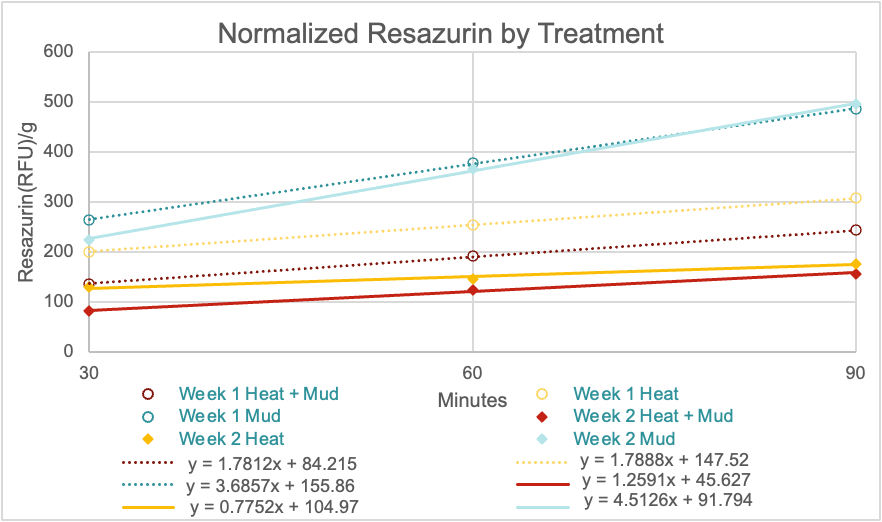 Normalized Resazurin by Treatment
600
500
400
300
200
100
0
Resazurin(RFU)/g
30 60 90
Minutes
Week 1 Heat + Mud Week 1 Heat
Week 1 Mud Week 2 Heat + Mud
Week 2 Heat Week 2 Mud
y = 1.7812x + 84.215 y = 1.7888x + 147.52
y = 3.6857x + 155.86 y = 1.2591x + 45.627
y = 0.7752x + 104.97 y = 4.5126x + 91.794